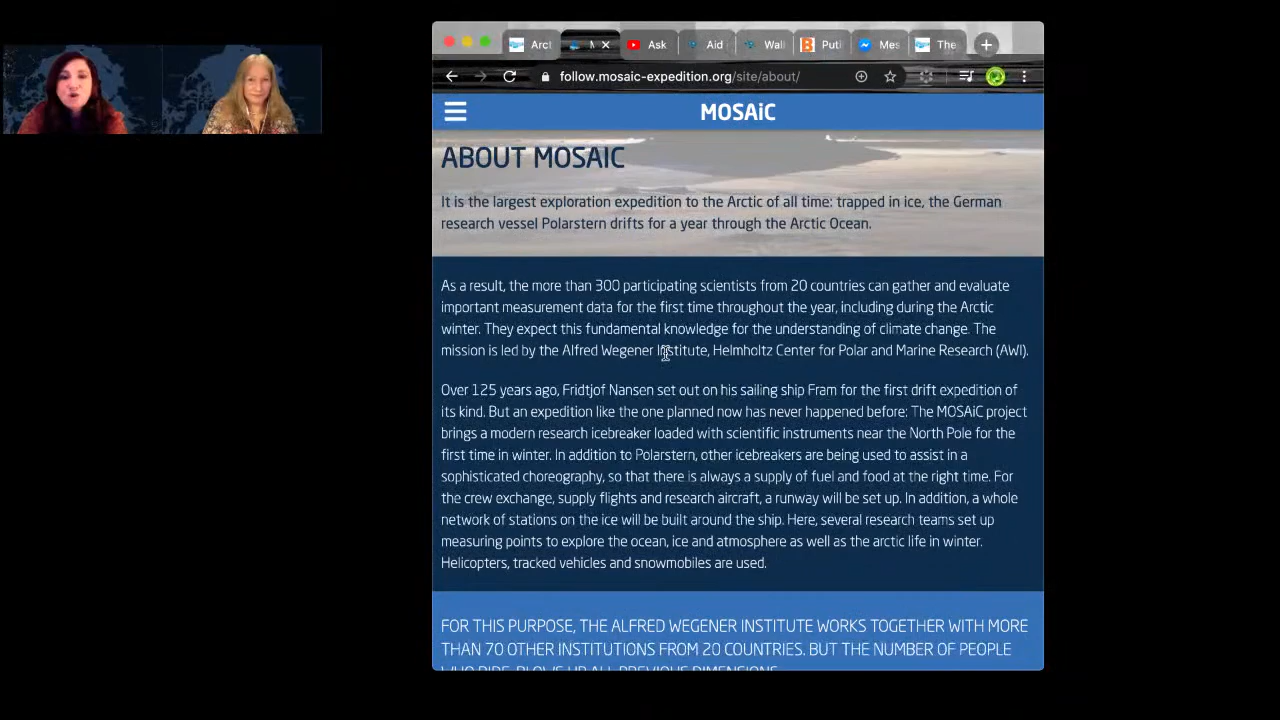 Arct
M
Ask
Aid
Wall
Puti
Mes
The
follow.mosaic-expedition.org/site/about/
MOSAiC
ABOUT MOSAIC
It is the largest exploration expedition to the Arctic of all time: trapped in ice, the German
research vessel Polarstern drifts for a year through the Arctic Ocean.
As a result, the more than 300 participating scientists from 20 countries can gather and evaluate
important measurement data for the first time throughout the year, including during the Arctic
winter. They expect this fundamental knowledge for the understanding of climate change. The
mission is led by the Alfred Wegener Institute, Helmholtz Center for Polar and Marine Research (AWI).
Over 125 years ago, Fridtjof Nansen set out on his sailing ship Fram for the first drift expedition of
its kind. But an expedition like the one planned now has never happened before: The MOSAiC project
brings a modern research icebreaker loaded with scientific instruments near the North Pole for the
first time in winter. In addition to Polarstern, other icebreakers are being used to assist in a
sophisticated choreography, so that there is always a supply of fuel and food at the right time. For
the crew exchange, supply flights and research aircraft, a runway will be set up. In addition, a whole
network of stations on the ice will be built around the ship. Here, several research teams set up
measuring points to explore the ocean, ice and atmosphere as well as the arctic life in winter.
Helicopters, tracked vehicles and snowmobiles are used.
FOR THIS PURPOSE, THE ALFRED WEGENER INSTITUTE WORKS TOGETHER WITH MORE
THAN 70 OTHER INSTITUTIONS FROM 20 COUNTRIES. BUT THE NUMBER OF PEOPLE
WHO RIDE, BLOWS UP ALL PREVIOUS DIMENSIONS.